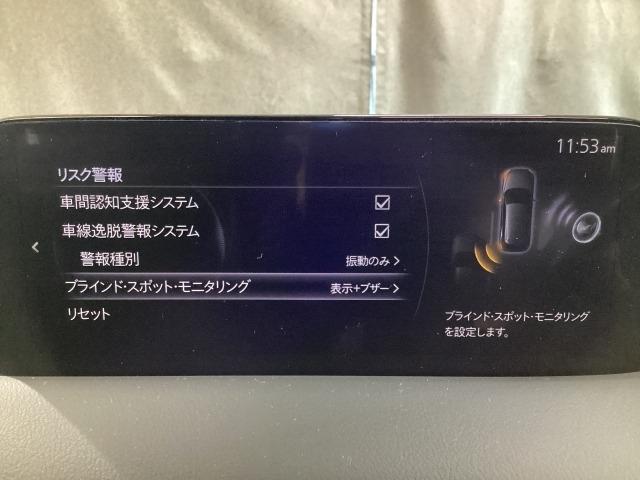 11:53am
リスク警報
車間認知支援システム
車線逸脱警報システム
警報種別 振動のみ
ブラインド・スポット・モニタリング 表示+ブザー
リセット
ブラインド・スポット・モニタリング
を設定します。